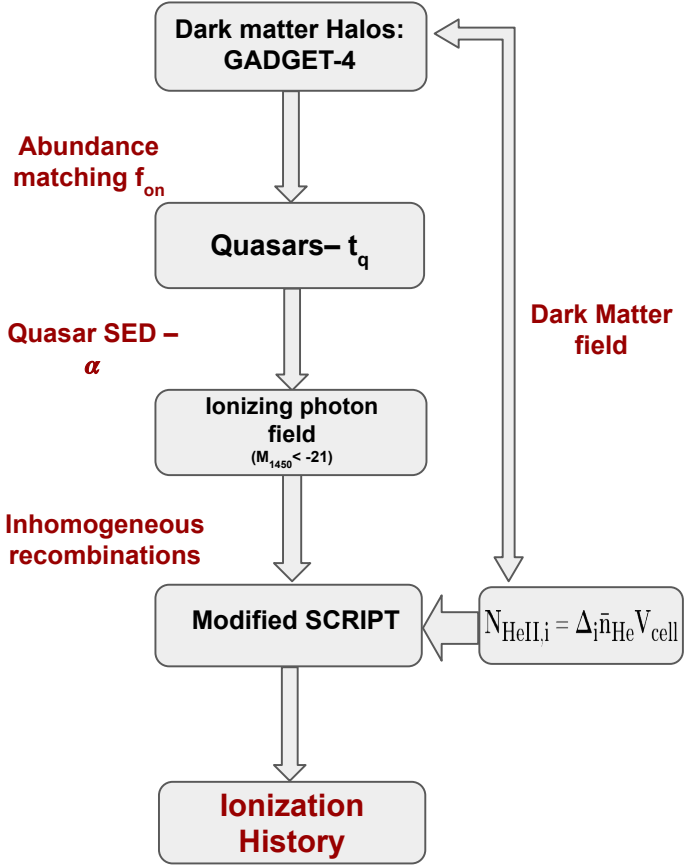 Dark matter Halos:
GADGET-4
Abundance
matching f_on
Quasars– t_q
Quasar SED –
α
Dark Matter
field
Ionizing photon
field
(M_1450< -21)
Inhomogeneous
recombinations
Modified SCRIPT
N_HeII,i = Δ_i n̄_He V_cell
Ionization
History